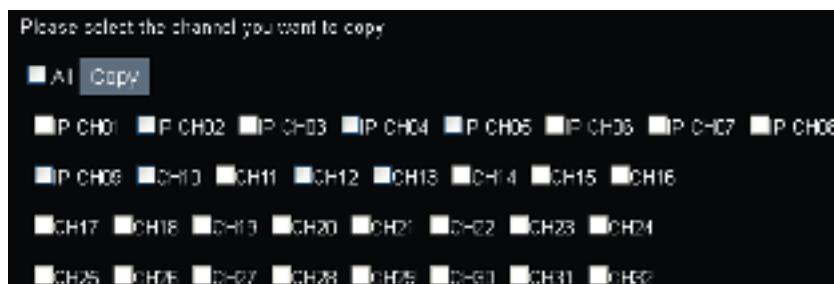 Please select the channel you want to copy
All Copy
IP CH01 IP CH02 IP CH03 IP CH04 IP CH05 IP CH06 IP CH07 IP CH08
IP CH09 CH10 CH11 CH12 CH13 CH14 CH15 CH16
CH17 CH18 CH19 CH20 CH21 CH22 CH23 CH24
CH25 CH26 CH27 CH28 CH29 CH30 CH31 CH32